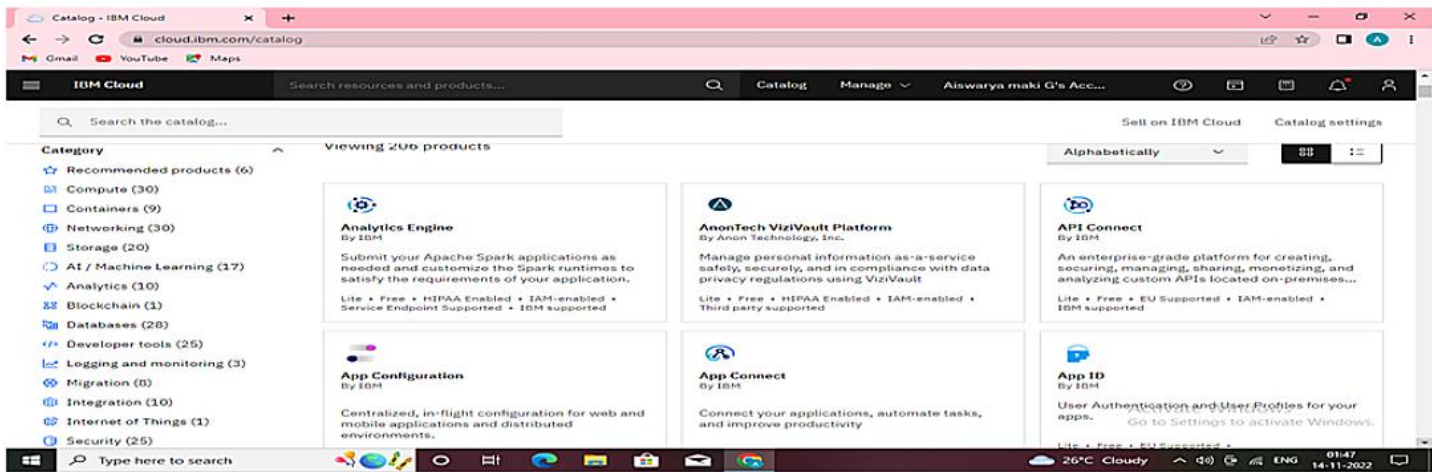 Catalog - IBM Cloud
cloud.ibm.com/catalog
Gmail YouTube Maps
IBM Cloud Search resources and products... Catalog Manage Aiswarya maki G's Acc...
Search the catalog... Sell on IBM Cloud Catalog settings
Category
Recommended products (6)
Compute (30)
Containers (9)
Networking (30)
Storage (20)
AI / Machine Learning (17)
Analytics (10)
Blockchain (1)
Databases (28)
Developer tools (25)
Logging and monitoring (3)
Migration (8)
Integration (10)
Internet of Things (1)
Security (25)
Viewing 206 products
Alphabetically
Analytics Engine
By IBM
Submit your Apache Spark applications as
needed and customize the Spark runtimes to
satisfy the requirements of your application.
Lite • Free • HIPAA Enabled • IAM-enabled •
Service Endpoint Supported • IBM supported
AnonTech ViziVault Platform
By Anon Technology, Inc.
Manage personal information as-a-service
safely, securely, and in compliance with data
privacy regulations using ViziVault
Lite • Free • HIPAA Enabled • IAM-enabled •
Third party supported
API Connect
By IBM
An enterprise-grade platform for creating,
securing, managing, sharing, monetizing, and
analyzing custom APIs located on-premises...
Lite • Free • EU Supported • IAM-enabled •
IBM supported
App Configuration
By IBM
Centralized, in-flight configuration for web and
mobile applications and distributed
environments.
App Connect
By IBM
Connect your applications, automate tasks,
and improve productivity
App ID
By IBM
User Authentication and User Profiles for your
apps.
Lite • Free • EU Supported •
Activate Windows
Go to Settings to activate Windows.
Type here to search
26°C Cloudy ENG 01:47
14-11-2022